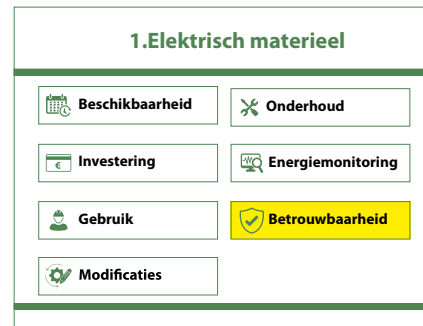 1.Elektrisch materieel
Beschikbaarheid
Onderhoud
€ Investering
Energiemonitoring
Gebruik
Betrouwbaarheid
Modificaties